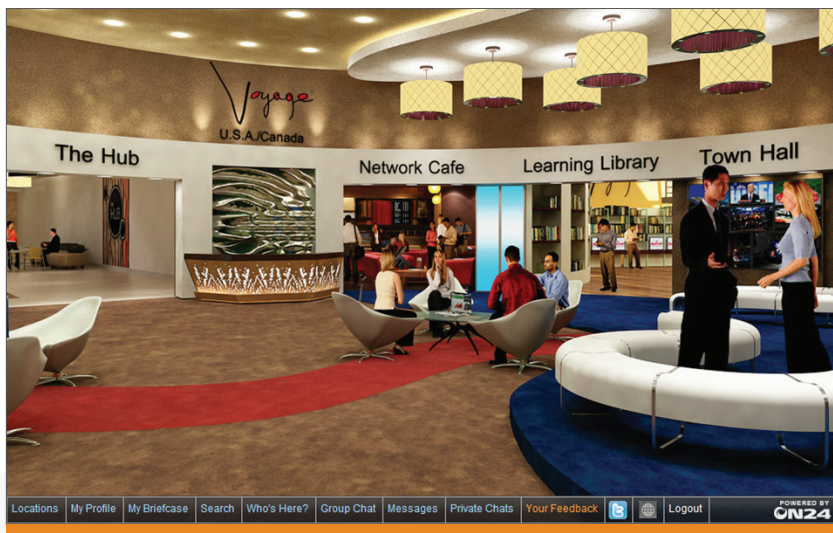 Voyage
U.S.A./Canada
The Hub
Network Cafe
Learning Library
Town Hall
HUB
Locations
My Profile
My Briefcase
Search
Who's Here?
Group Chat
Messages
Private Chats
Your Feedback
Logout
POWERED BY
ON24